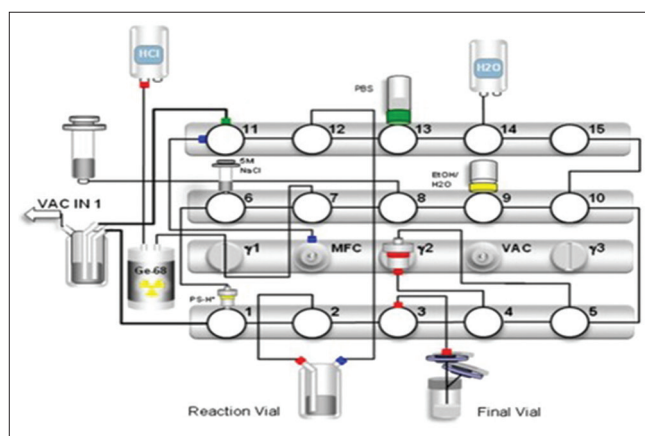 HCl
H2O
PBS
11
12
13
14
15
5M
NaCl
EtOH/
H2O
6
7
8
9
10
VAC IN 1
γ1
MFC
γ2
VAC
γ3
Ge-68
PS-H+
1
2
3
4
5
Reaction Vial
Final Vial